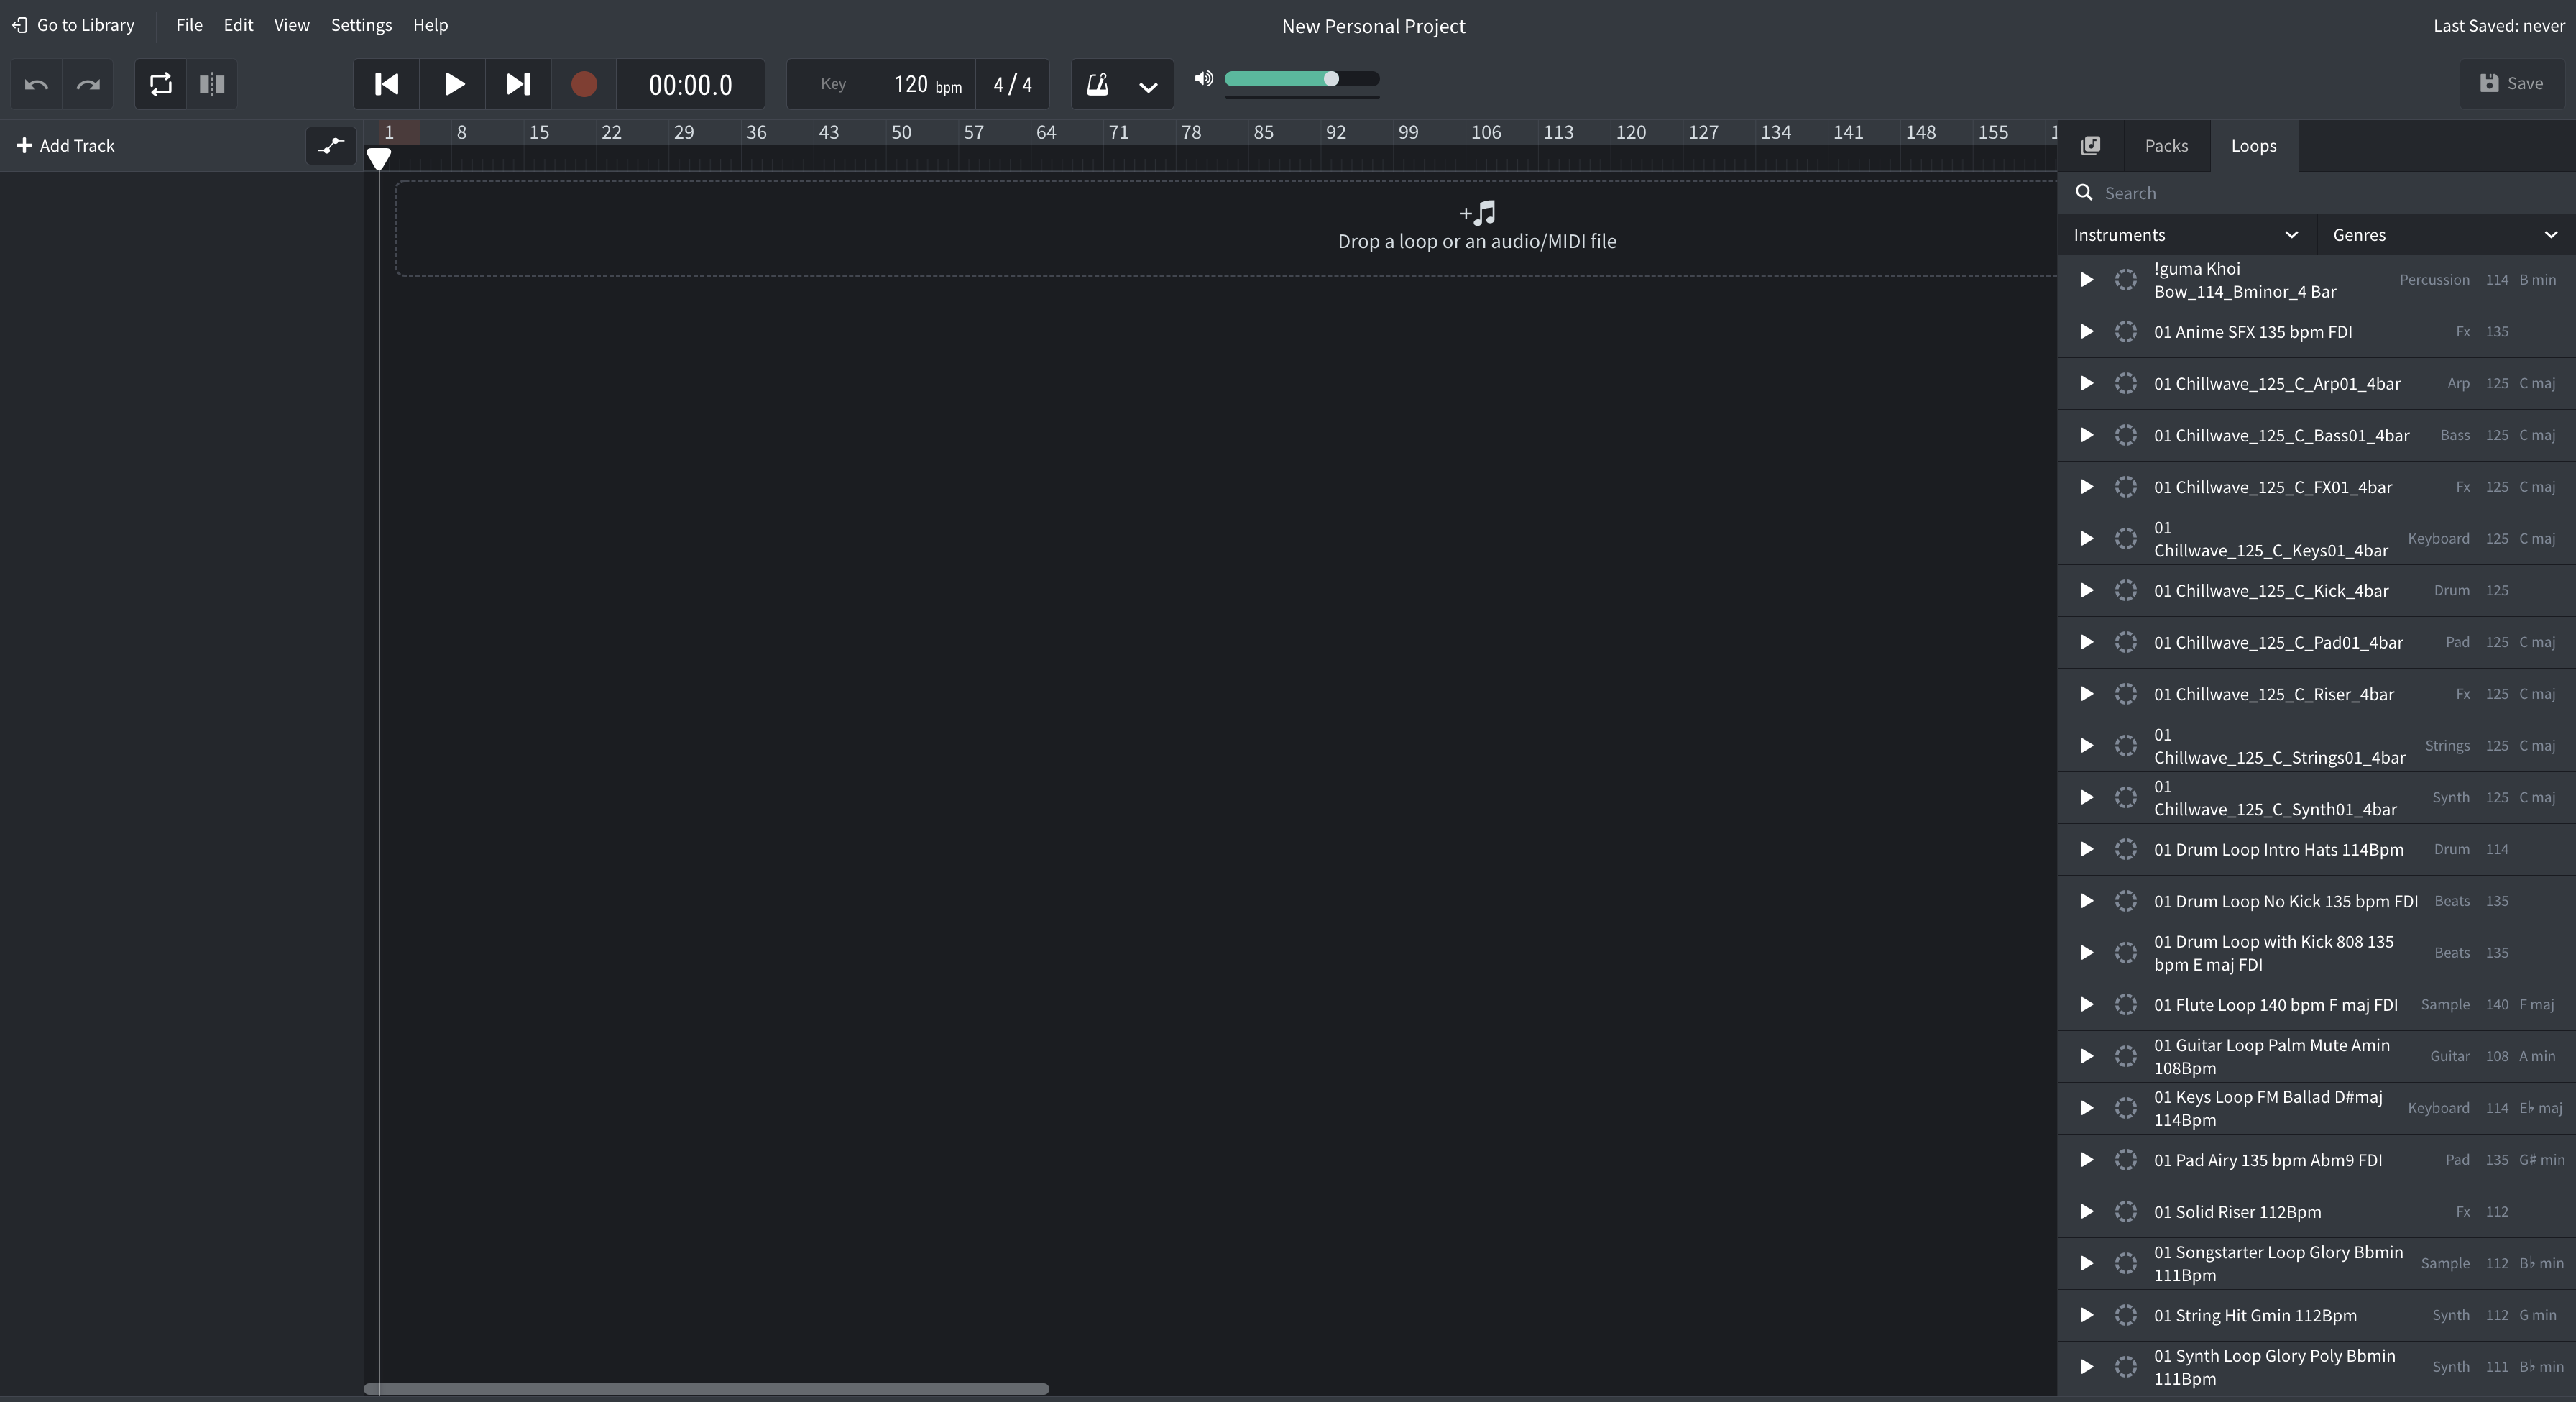 Go to Library File Edit View Settings Help New Personal Project Last Saved: never
00:00.0 Key 120 bpm 4 / 4 Save
Add Track 1 8 15 22 29 36 43 50 57 64 71 78 85 92 99 106 113 120 127 134 141 148 155 Packs Loops
Search
Drop a loop or an audio/MIDI file
Instruments Genres
!guma Khoi
Bow_114_Bminor_4 Bar Percussion 114 B min
01 Anime SFX 135 bpm FDI Fx 135
01 Chillwave_125_C_Arp01_4bar Arp 125 C maj
01 Chillwave_125_C_Bass01_4bar Bass 125 C maj
01 Chillwave_125_C_FX01_4bar Fx 125 C maj
01
Chillwave_125_C_Keys01_4bar Keyboard 125 C maj
01 Chillwave_125_C_Kick_4bar Drum 125
01 Chillwave_125_C_Pad01_4bar Pad 125 C maj
01 Chillwave_125_C_Riser_4bar Fx 125 C maj
01
Chillwave_125_C_Strings01_4bar Strings 125 C maj
01
Chillwave_125_C_Synth01_4bar Synth 125 C maj
01 Drum Loop Intro Hats 114Bpm Drum 114
01 Drum Loop No Kick 135 bpm FDI Beats 135
01 Drum Loop with Kick 808 135
bpm E maj FDI Beats 135
01 Flute Loop 140 bpm F maj FDI Sample 140 F maj
01 Guitar Loop Palm Mute Amin
108Bpm Guitar 108 A min
01 Keys Loop FM Ballad D#maj
114Bpm Keyboard 114 E♭ maj
01 Pad Airy 135 bpm Abm9 FDI Pad 135 G# min
01 Solid Riser 112Bpm Fx 112
01 Songstarter Loop Glory Bbmin
111Bpm Sample 112 B♭ min
01 String Hit Gmin 112Bpm Synth 112 G min
01 Synth Loop Glory Poly Bbmin
111Bpm Synth 111 B♭ min